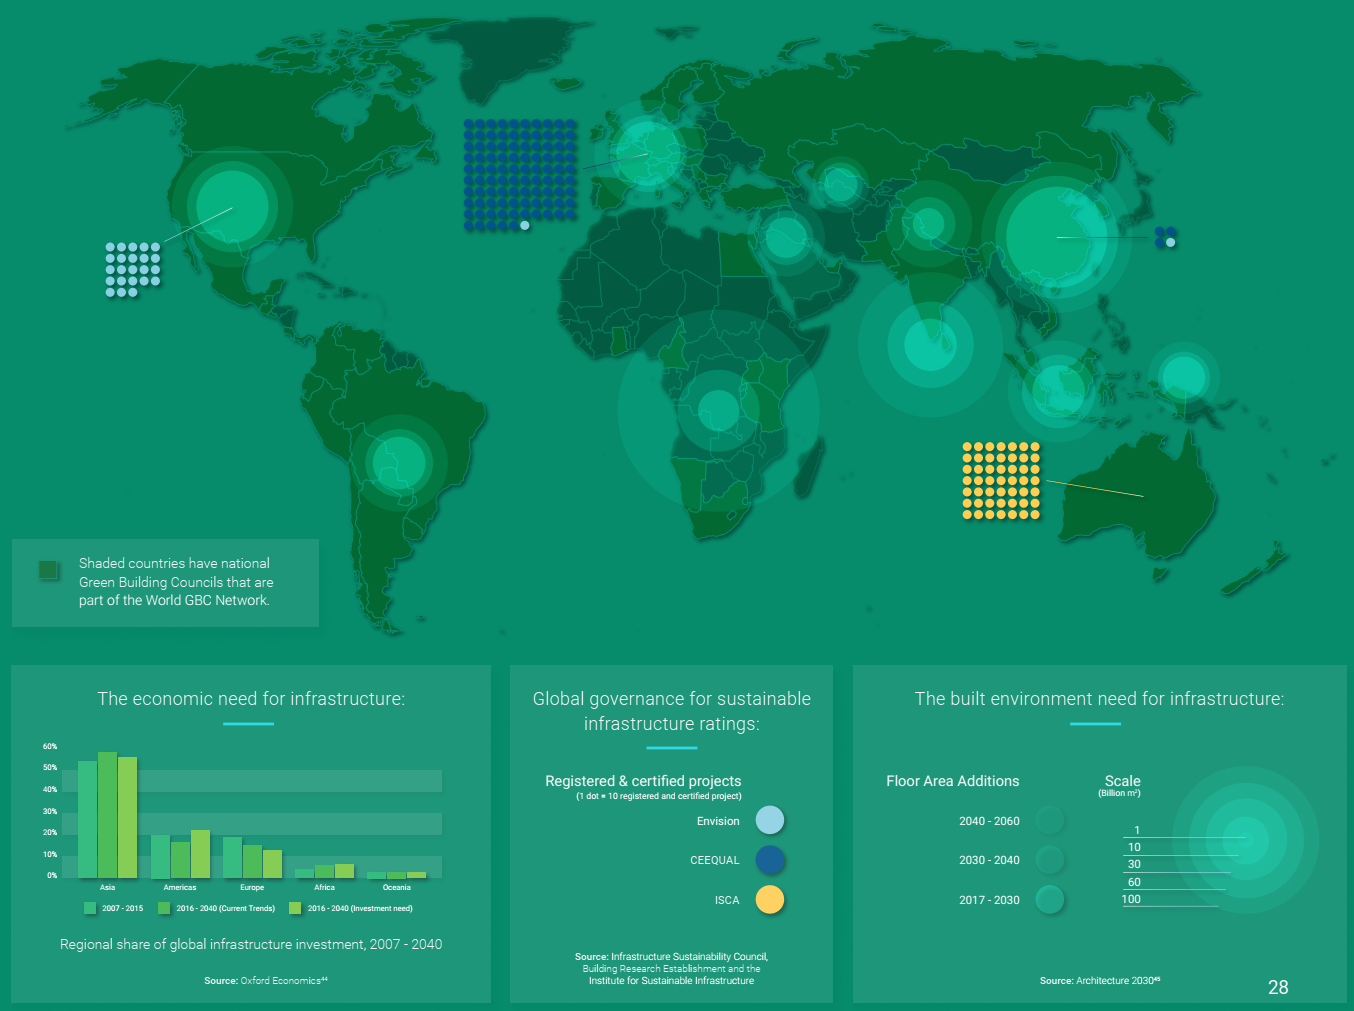 Shaded countries have national
Green Building Councils that are
part of the World GBC Network.
The economic need for infrastructure:
60%
50%
40%
30%
20%
10%
0%
Asia
Americas
Europe
Africa
Oceania
2007 - 2015
2016 - 2040 (Current Trends)
2016 - 2040 (Investment need)
Regional share of global infrastructure investment, 2007 - 2040
Source: Oxford Economics⁴⁴
Global governance for sustainable
infrastructure ratings:
Registered & certified projects
(1 dot = 10 registered and certified project)
Envision
CEEQUAL
ISCA
Source: Infrastructure Sustainability Council,
Building Research Establishment and the
Institute for Sustainable Infrastructure
The built environment need for infrastructure:
Floor Area Additions
2040 - 2060
2030 - 2040
2017 - 2030
Scale
(Billion m²)
1
10
30
60
100
Source: Architecture 2030⁴⁵
28